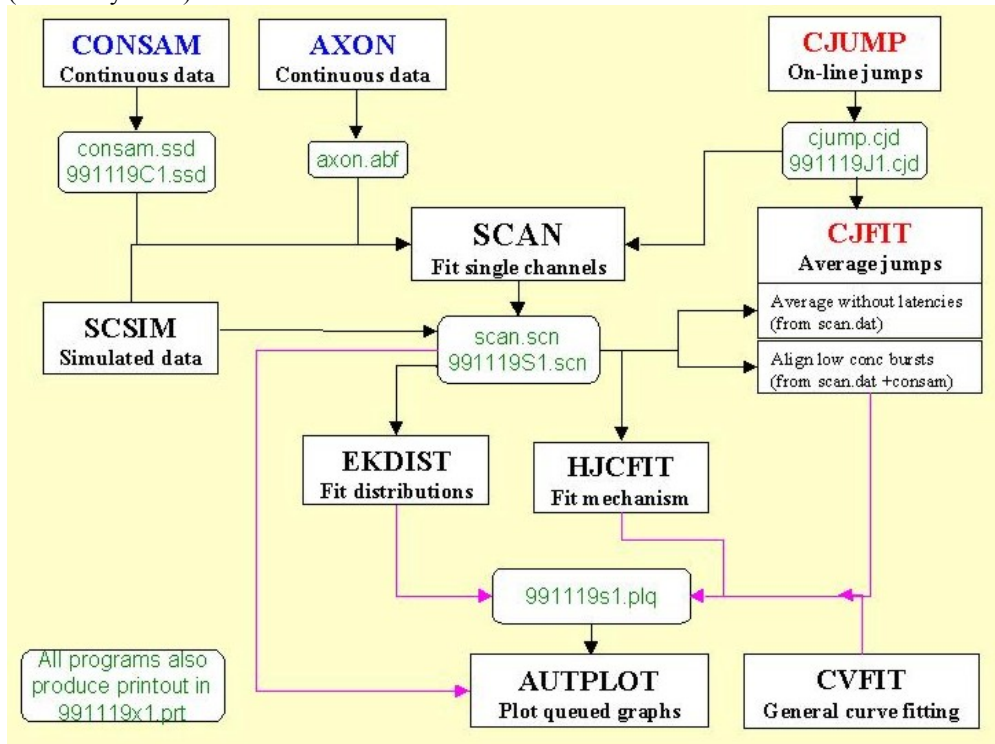 CONSAM
Continuous data
AXON
Continuous data
CJUMP
On-line jumps
consam.ssd
991119C1.ssd
axon.abf
cjump.cjd
991119J1.cjd
SCAN
Fit single channels
CJFIT
Average jumps
Average without latencies
(from scan.dat)
Align low conc bursts
(from scan.dat +consam)
SCSIM
Simulated data
scan.scn
991119S1.scn
EKDIST
Fit distributions
HJCFIT
Fit mechanism
991119s1.plq
All programs also
produce printout in
991119x1.prt
AUTPLOT
Plot queued graphs
CVFIT
General curve fitting